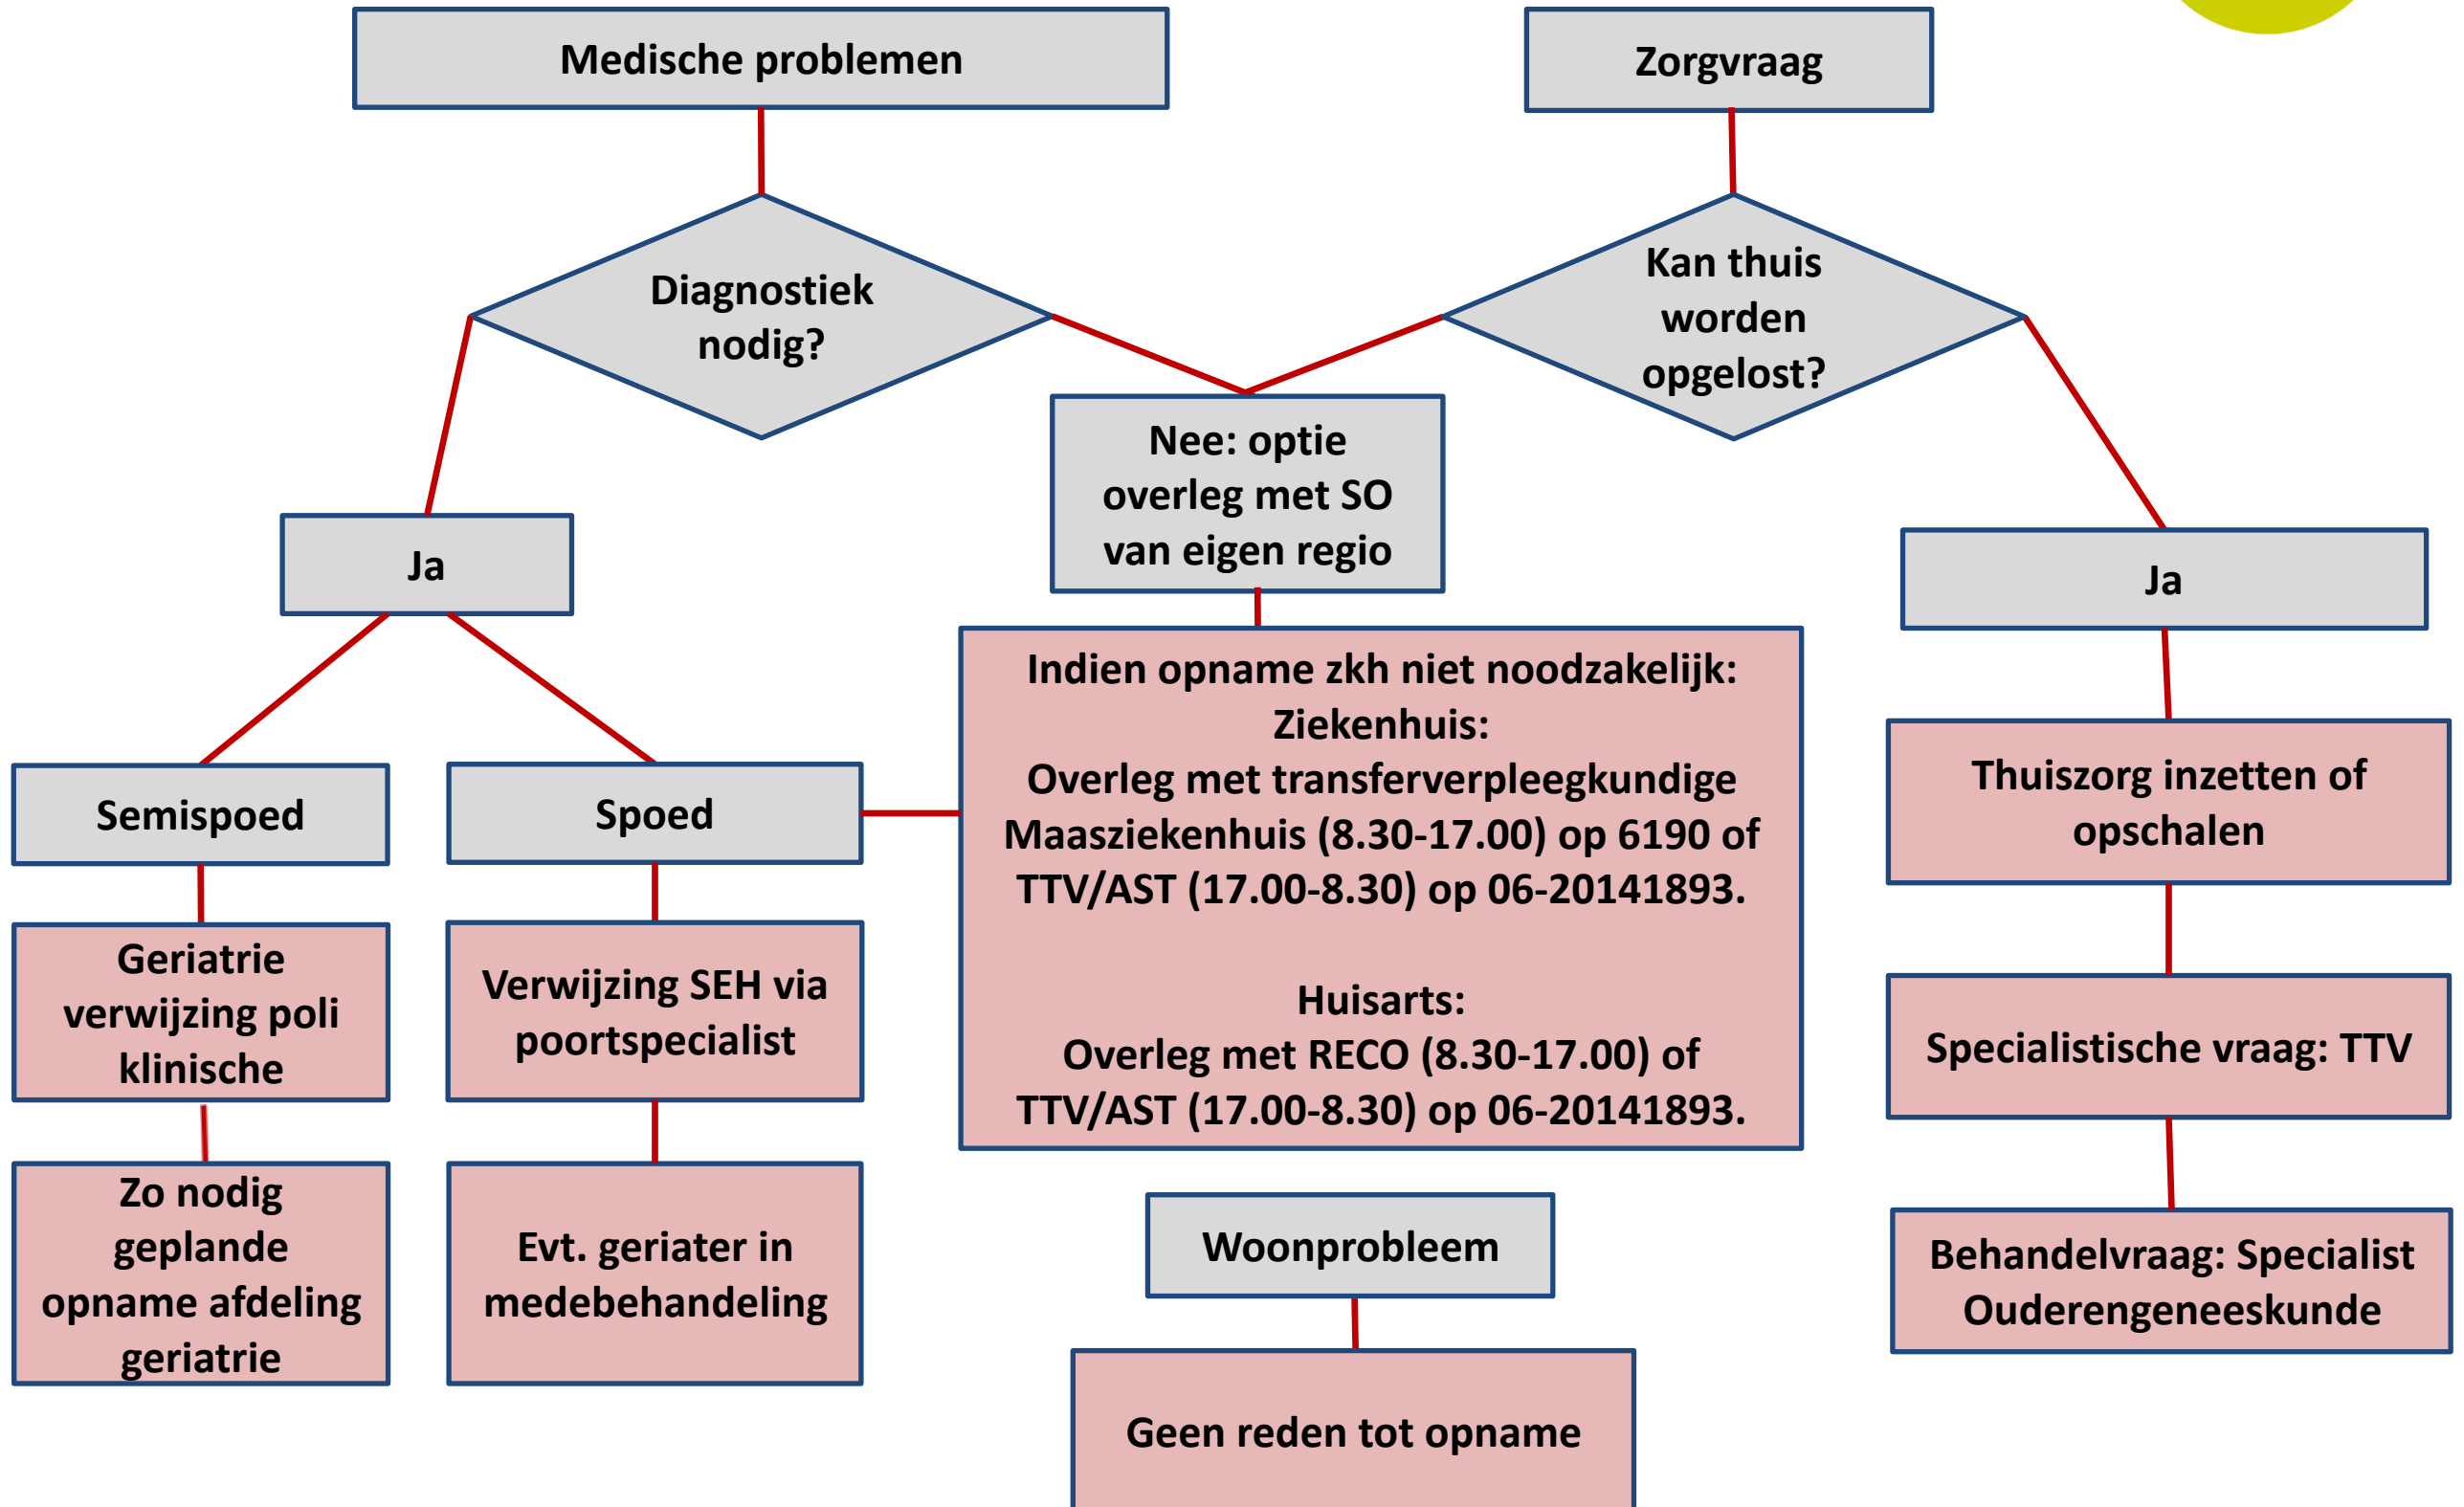 Medische problemen
Zorgvraag
Diagnostiek
nodig?
Kan thuis
worden
opgelost?
Nee: optie
overleg met SO
van eigen regio
Ja
Ja
Indien opname zkh niet noodzakelijk:
Ziekenhuis:
Overleg met transferverpleegkundige
Maasziekenhuis (8.30-17.00) op 6190 of
TTV/AST (17.00-8.30) op 06-20141893.
Huisarts:
Overleg met RECO (8.30-17.00) of
TTV/AST (17.00-8.30) op 06-20141893.
Semispoed
Spoed
Thuiszorg inzetten of
opschalen
Geriatrie
verwijzing poli
klinische
Verwijzing SEH via
poortspecialist
Specialistische vraag: TTV
Zo nodig
geplande
opname afdeling
geriatrie
Evt. geriater in
medebehandeling
Woonprobleem
Behandelvraag: Specialist
Ouderengeneeskunde
Geen reden tot opname